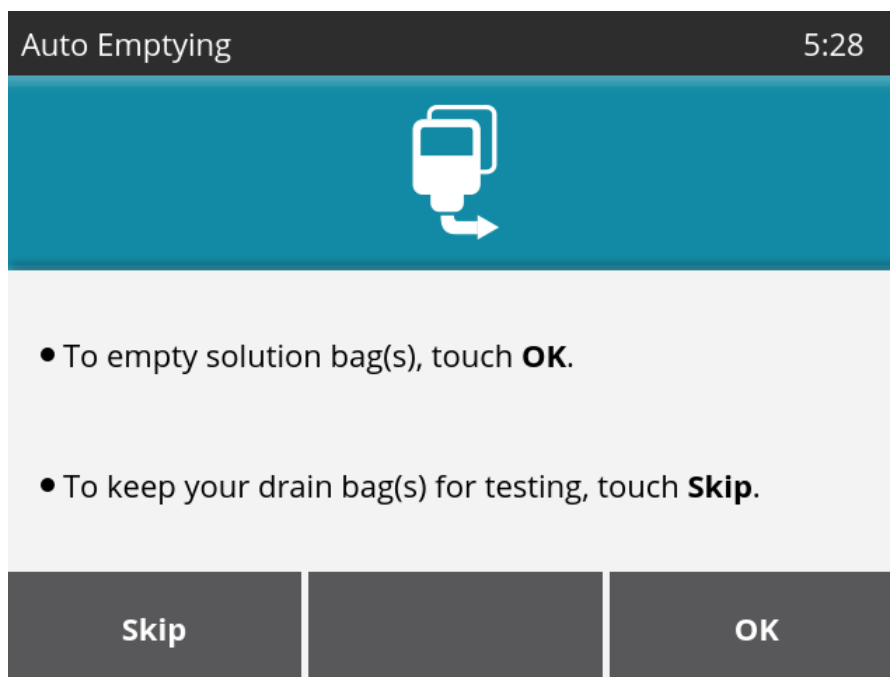 Auto Emptying 5:28
• To empty solution bag(s), touch OK.
• To keep your drain bag(s) for testing, touch Skip.
Skip OK